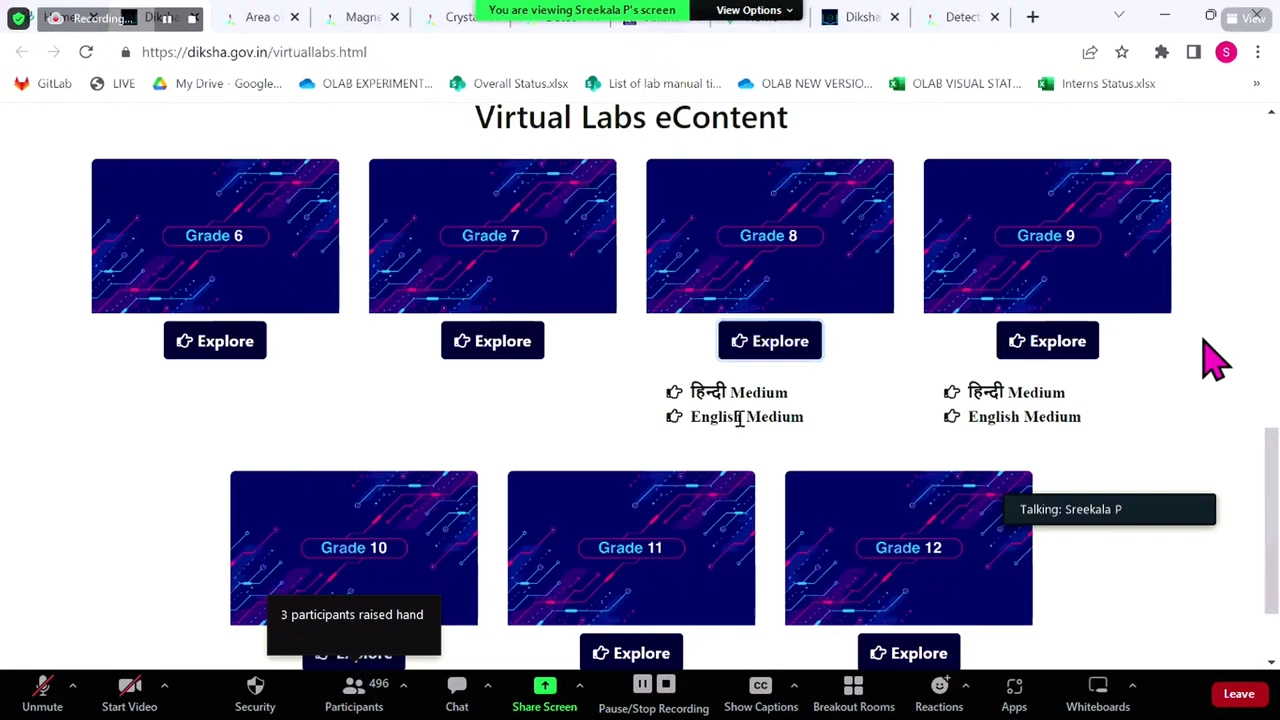 Recording...
Diksha
Area o
Magne
Cryst
Diksha
Detect
You are viewing Sreekala P's screen
View Options
View
https://diksha.gov.in/virtuallabs.html
S
GitLab
LIVE
My Drive - Google...
OLAB EXPERIMENT...
Overall Status.xlsx
List of lab manual ti...
OLAB NEW VERSION...
OLAB VISUAL STAT...
Interns Status.xlsx
»
Virtual Labs eContent
Grade 6
Grade 7
Grade 8
Grade 9
Explore
Explore
Explore
Explore
हिन्दी Medium
हिन्दी Medium
English Medium
English Medium
Talking: Sreekala P
Grade 10
Grade 11
Grade 12
3 participants raised hand
Explore
Explore
Explore
496
CC
Unmute
Start Video
Security
Participants
Chat
Share Screen
Pause/Stop Recording
Show Captions
Breakout Rooms
Reactions
Apps
Whiteboards
Leave